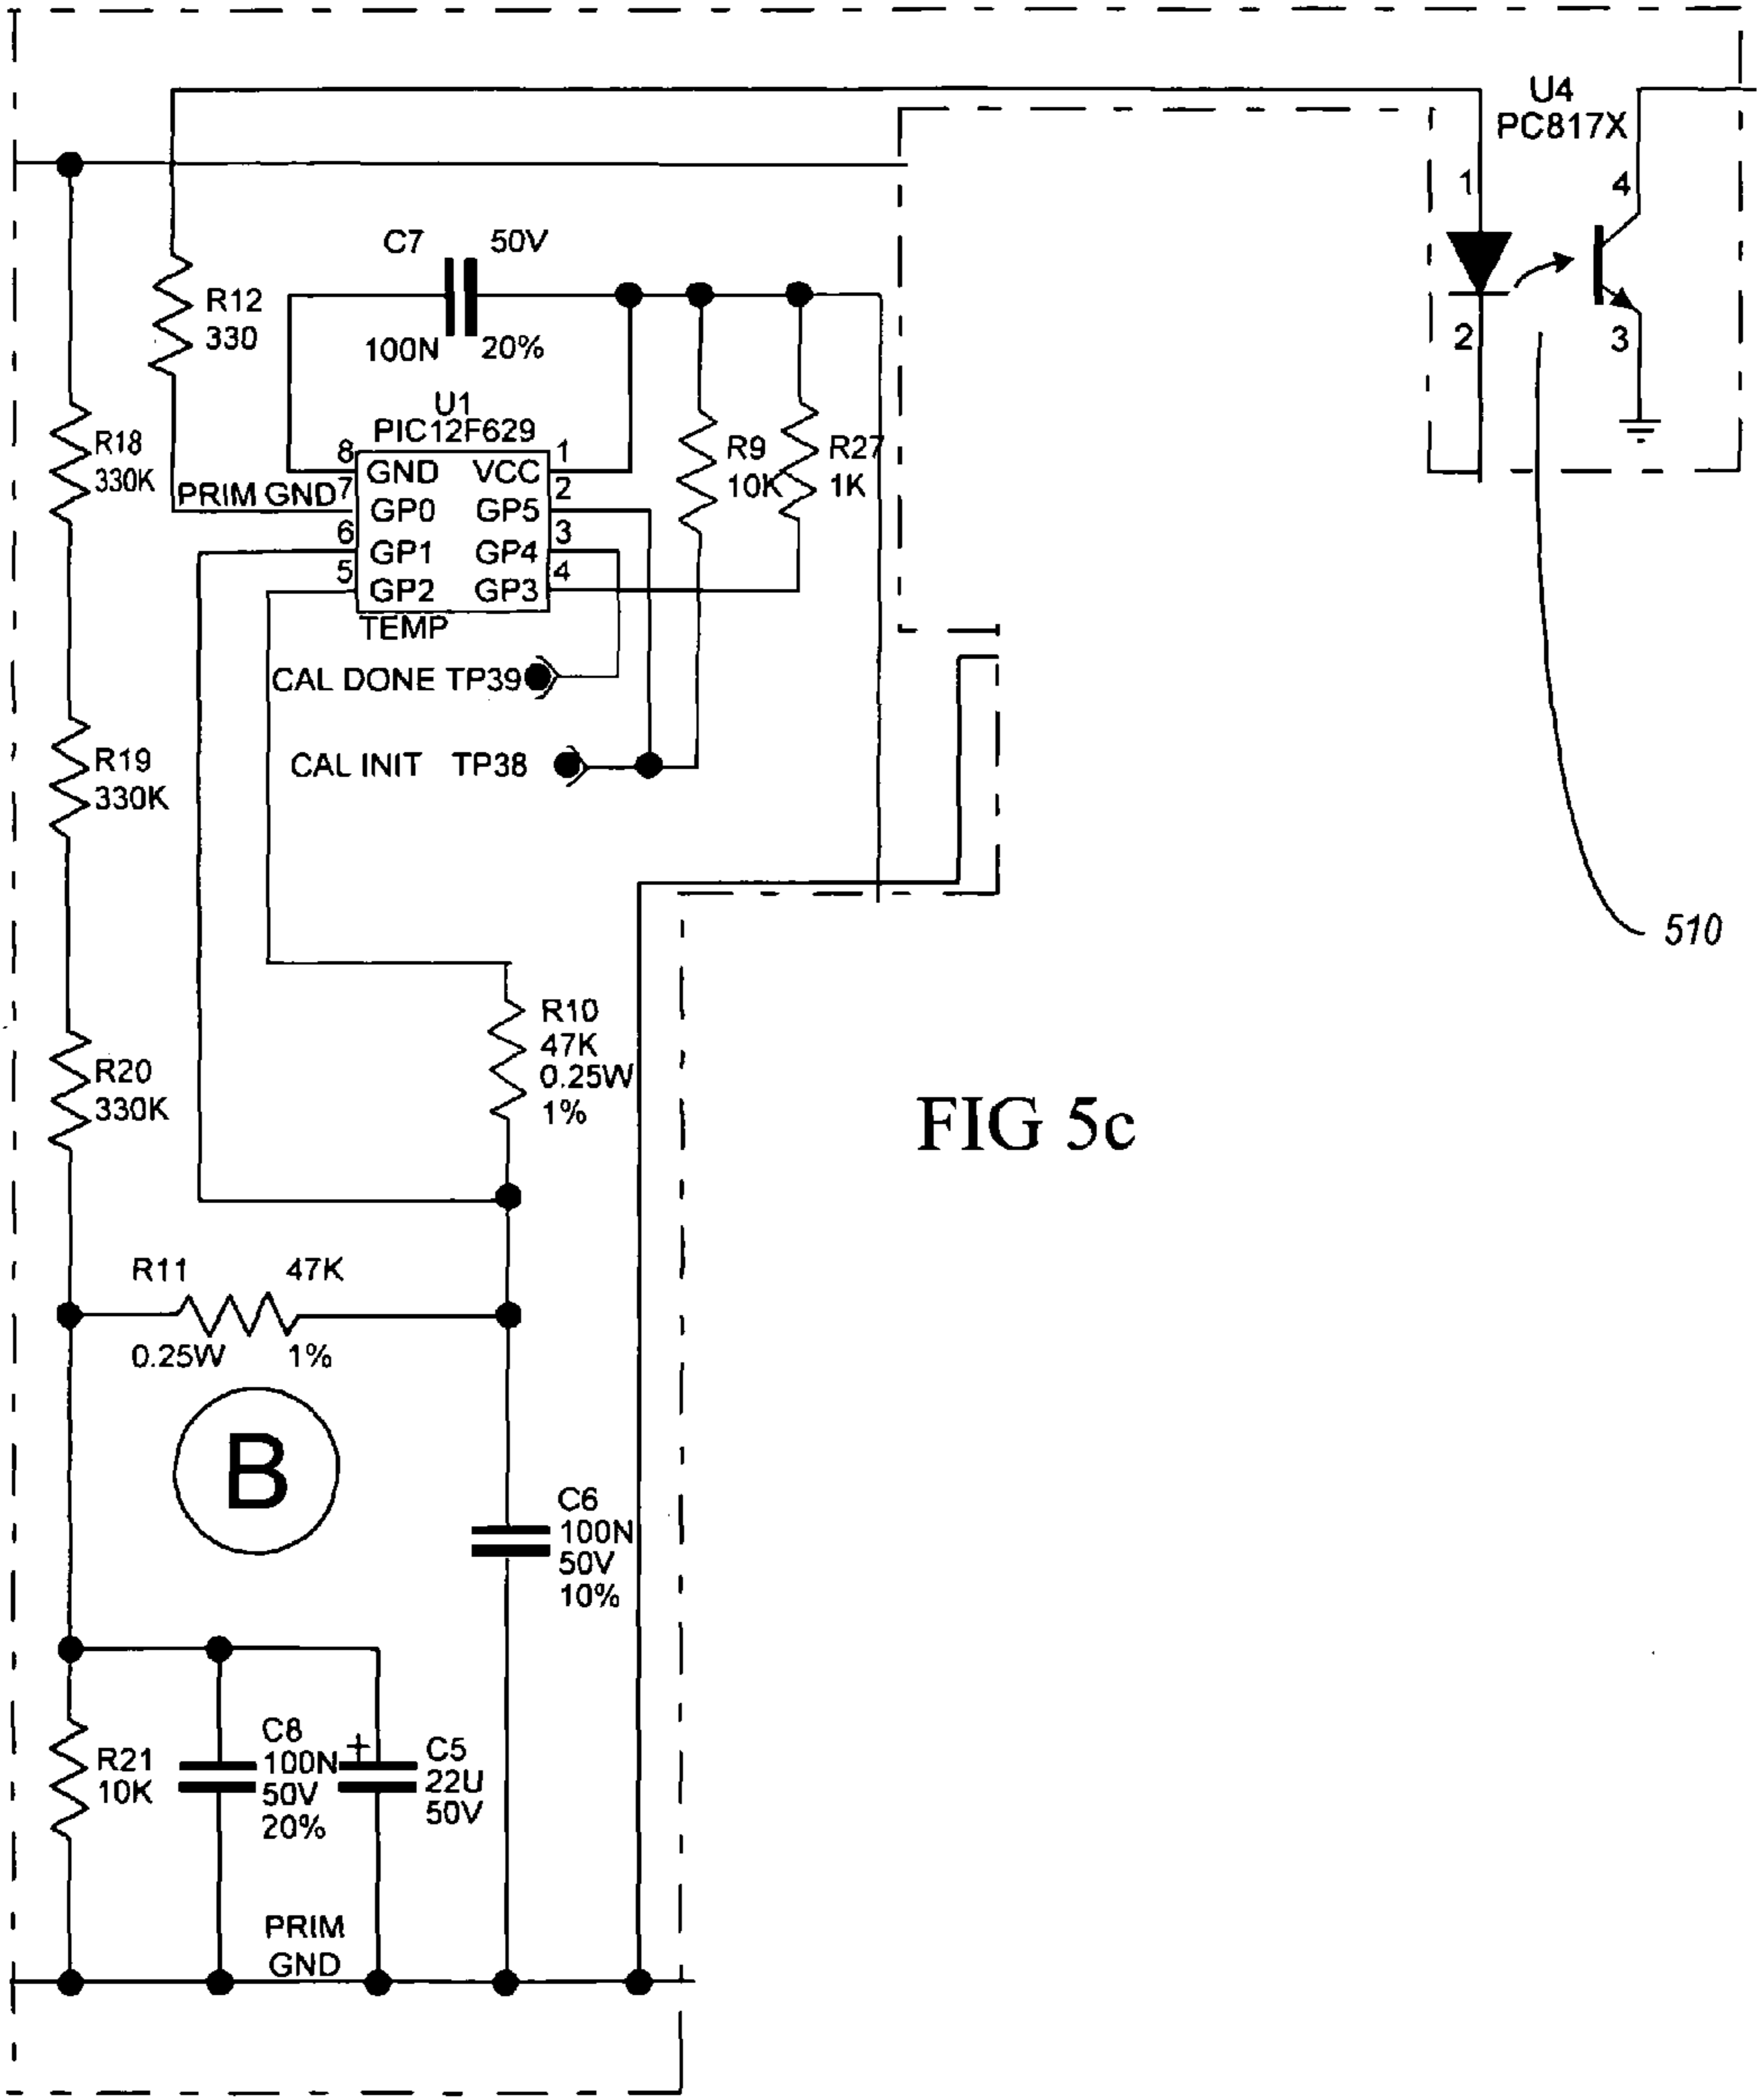 U4
PC817X
1
4
2
3
C7 50V
100N 20%
R12
330
U1
PIC12F629
8 GND VCC 1
PRIM GND 7 GP0 GP5 2
6 GP1 GP4 3
5 GP2 GP3 4
TEMP
R9
10K
R27
1K
R18
330K
CAL DONE TP39
CAL INIT TP38
R19
330K
510
R10
47K
0.25W
1%
R20
330K
FIG 5c
R11 47K
0.25W 1%
B
C6
100N
50V
10%
R21
10K
C8
100N
50V
20%
+
C5
22U
50V
PRIM
GND